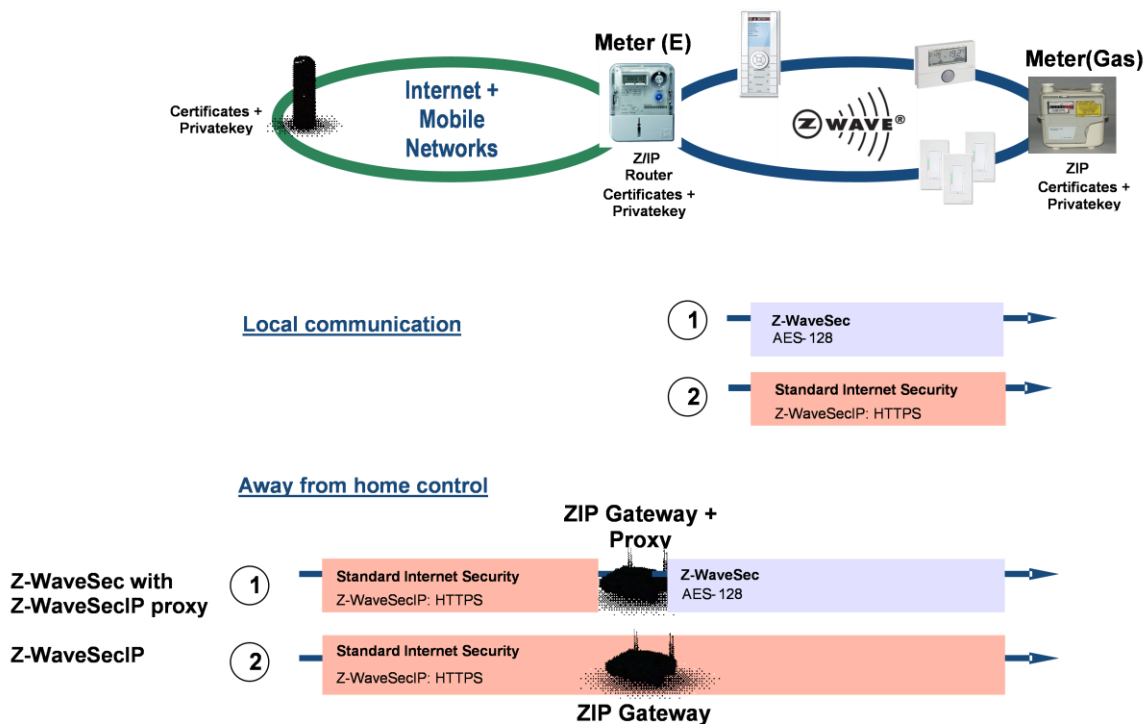 Meter (E)
Meter(Gas)
Certificates +
Privatekey
Internet +
Mobile
Networks
Z WAVE®
Z/IP
Router
Certificates +
Privatekey
ZIP
Certificates +
Privatekey
Local communication
1
Z-WaveSec
AES- 128
2
Standard Internet Security
Z-WaveSecIP: HTTPS
Away from home control
ZIP Gateway +
Proxy
Z-WaveSec with
Z-WaveSecIP proxy
1
Standard Internet Security
Z-WaveSecIP: HTTPS
Z-WaveSec
AES- 128
Z-WaveSecIP
2
Standard Internet Security
Z-WaveSecIP: HTTPS
ZIP Gateway